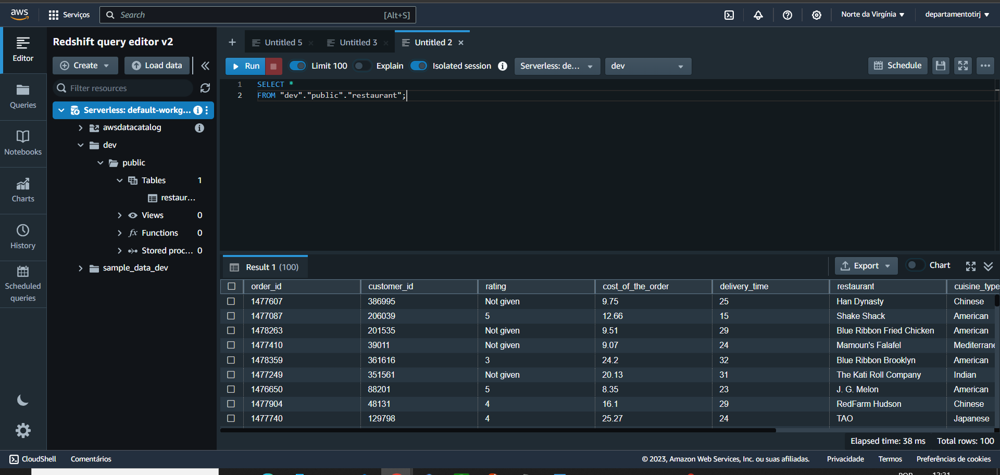 aws Serviços Search [Alt+S] Norte da Virgínia departamentotirj
Editor
Queries
Notebooks
Charts
History
Scheduled
queries
Redshift query editor v2
Create Load data
Filter resources
Serverless: default-workg...
awsdatacatalog
dev
public
Tables 1
restaur...
Views 0
fx Functions 0
Stored proc... 0
sample_data_dev
Untitled 5 Untitled 3 Untitled 2
Run Limit 100 Explain Isolated session Serverless: de... dev Schedule
1 SELECT *
2 FROM "dev"."public"."restaurant";
Result 1 (100) Export Chart
order_id customer_id rating cost_of_the_order delivery_time restaurant cuisine_type
1477607 386995 Not given 9.75 25 Han Dynasty Chinese
1477087 206039 5 12.66 15 Shake Shack American
1478263 201535 Not given 9.51 29 Blue Ribbon Fried Chicken American
1477410 39011 Not given 9.07 24 Mamoun's Falafel Mediterrane
1478359 361616 3 24.2 32 Blue Ribbon Brooklyn American
1477249 351561 Not given 20.13 31 The Kati Roll Company Indian
1476650 88201 5 8.35 23 J. G. Melon American
1477904 48131 4 16.1 29 RedFarm Hudson Chinese
1477740 129798 4 25.27 24 TAO Japanese
Elapsed time: 38 ms Total rows: 100
CloudShell Comentários © 2023, Amazon Web Services, Inc. ou suas afiliadas. Privacidade Termos Preferências de cookies